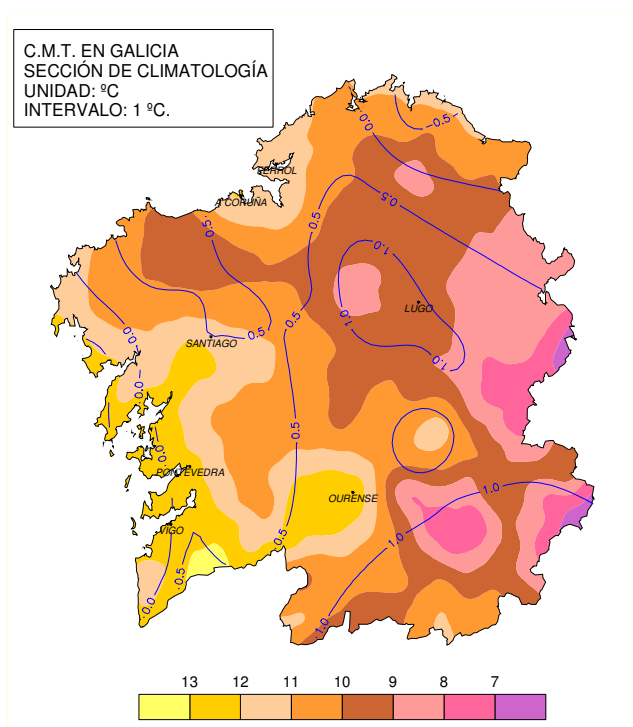 C.M.T. EN GALICIA
SECCIÓN DE CLIMATOLOGÍA
UNIDAD: ºC
INTERVALO: 1 ºC.
0.0
-0.5
FERROL
A CORUÑA
0.5
0.5
0.5
1.0
LUGO
1.0
0.5
0.5
-0.0
SANTIAGO
1.0
-0.0
0.5
-0.0
PONTEVEDRA
OURENSE
1.0
VIGO
0.5
1.0
0.5
0.0
1.0
13 12 11 10 9 8 7